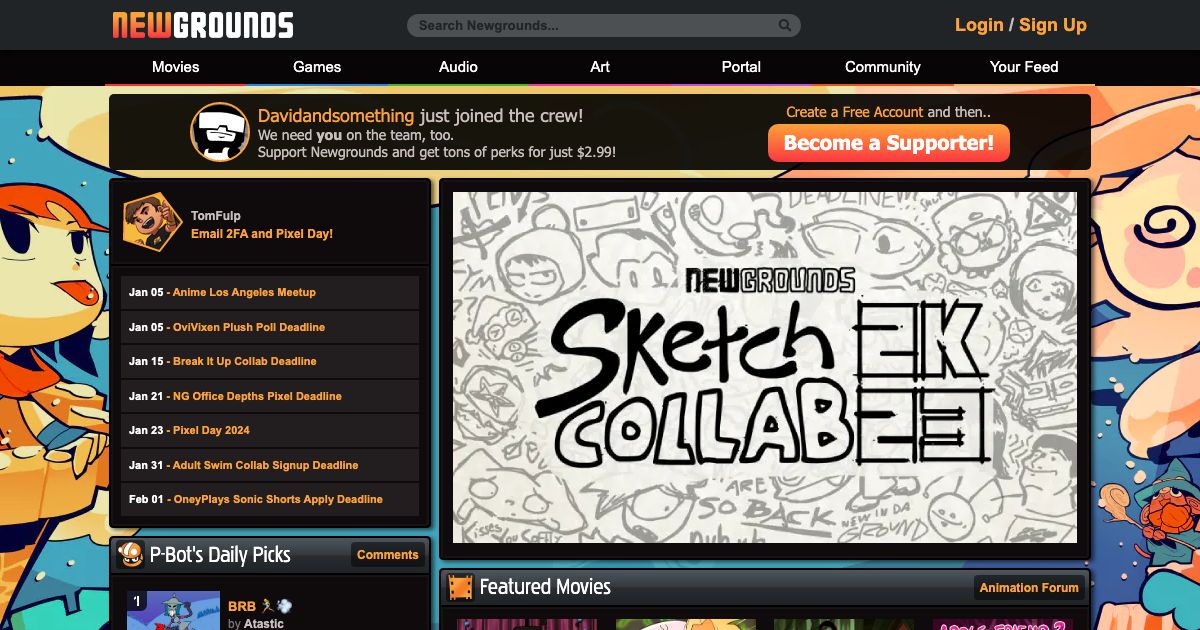 NEWGROUNDS
Search Newgrounds...
Login / Sign Up
Movies
Games
Audio
Art
Portal
Community
Your Feed
Davidandsomething just joined the crew!
We need you on the team, too.
Support Newgrounds and get tons of perks for just $2.99!
Create a Free Account and then..
Become a Supporter!
TomFulp
Email 2FA and Pixel Day!
Jan 05 - Anime Los Angeles Meetup
Jan 05 - OviVixen Plush Poll Deadline
Jan 15 - Break It Up Collab Deadline
Jan 21 - NG Office Depths Pixel Deadline
Jan 23 - Pixel Day 2024
Jan 31 - Adult Swim Collab Signup Deadline
Feb 01 - OneyPlays Sonic Shorts Apply Deadline
DEADLINE
NEWGROUNDS
Sketch 2K
COLLAB 23
ARE
SO BACK
NEW IN DA
GROUND
P-Bot's Daily Picks
Comments
1
BRB
by Atastic
Featured Movies
Animation Forum